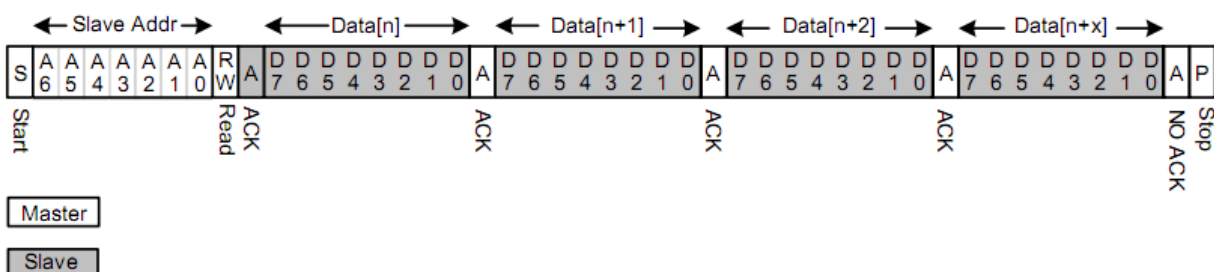 Slave Addr Data[n] Data[n+1] Data[n+2] Data[n+x]
S A6 A5 A4 A3 A2 A1 A0 RW A D7 D6 D5 D4 D3 D2 D1 D0 A D7 D6 D5 D4 D3 D2 D1 D0 A D7 D6 D5 D4 D3 D2 D1 D0 A D7 D6 D5 D4 D3 D2 D1 D0 A P
Start Read ACK ACK ACK ACK NO ACK Stop
Master
Slave